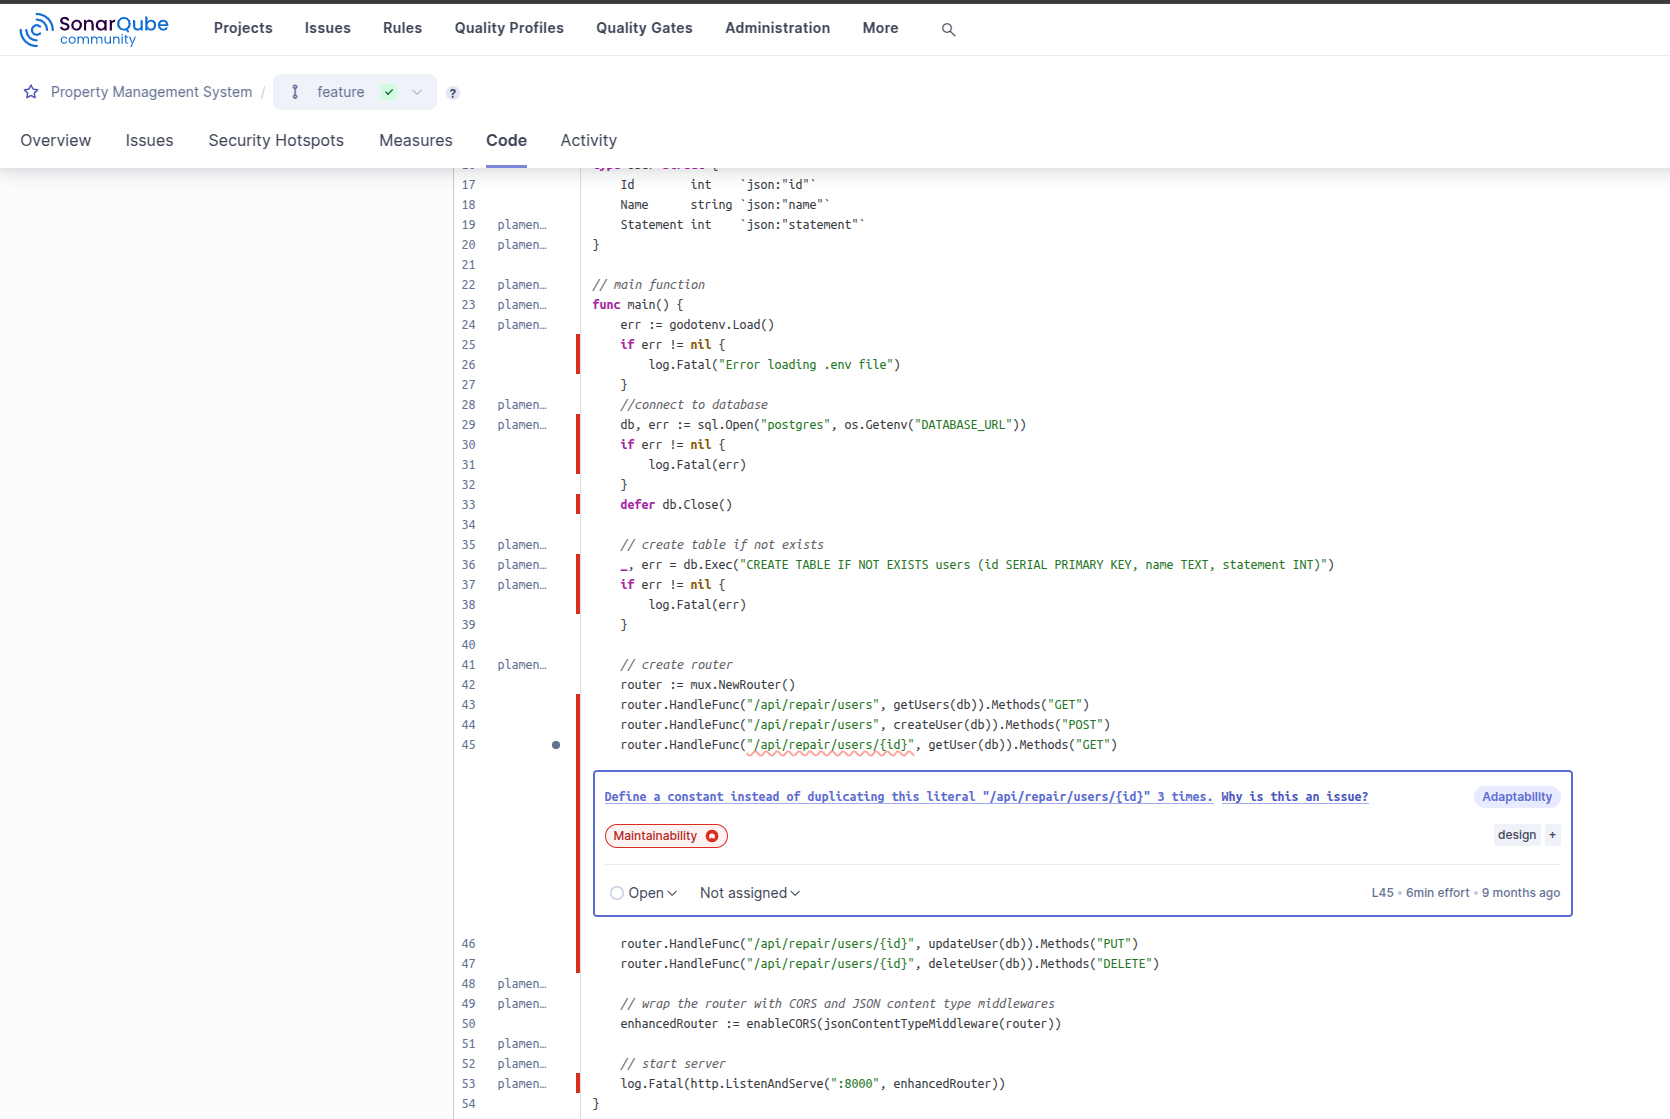 SonarQube community
Projects Issues Rules Quality Profiles Quality Gates Administration More
Property Management System / feature ?
Overview Issues Security Hotspots Measures Code Activity
17 Id int `json:"id"`
18 Name string `json:"name"`
19 plamen… Statement int `json:"statement"`
20 plamen… }
21
22 plamen… // main function
23 plamen… func main() {
24 plamen… err := godotenv.Load()
25 if err != nil {
26 log.Fatal("Error loading .env file")
27 }
28 plamen… //connect to database
29 plamen… db, err := sql.Open("postgres", os.Getenv("DATABASE_URL"))
30 if err != nil {
31 log.Fatal(err)
32 }
33 defer db.Close()
34
35 plamen… // create table if not exists
36 plamen… _, err = db.Exec("CREATE TABLE IF NOT EXISTS users (id SERIAL PRIMARY KEY, name TEXT, statement INT)")
37 plamen… if err != nil {
38 log.Fatal(err)
39 }
40
41 plamen… // create router
42 router := mux.NewRouter()
43 router.HandleFunc("/api/repair/users", getUsers(db)).Methods("GET")
44 router.HandleFunc("/api/repair/users", createUser(db)).Methods("POST")
45 router.HandleFunc("/api/repair/users/{id}", getUser(db)).Methods("GET")
Define a constant instead of duplicating this literal "/api/repair/users/{id}" 3 times. Why is this an issue? Adaptability
Maintainability design +
Open Not assigned L45 • 6min effort • 9 months ago
46 router.HandleFunc("/api/repair/users/{id}", updateUser(db)).Methods("PUT")
47 router.HandleFunc("/api/repair/users/{id}", deleteUser(db)).Methods("DELETE")
48 plamen…
49 plamen… // wrap the router with CORS and JSON content type middlewares
50 enhancedRouter := enableCORS(jsonContentTypeMiddleware(router))
51 plamen…
52 plamen… // start server
53 plamen… log.Fatal(http.ListenAndServe(":8000", enhancedRouter))
54 }